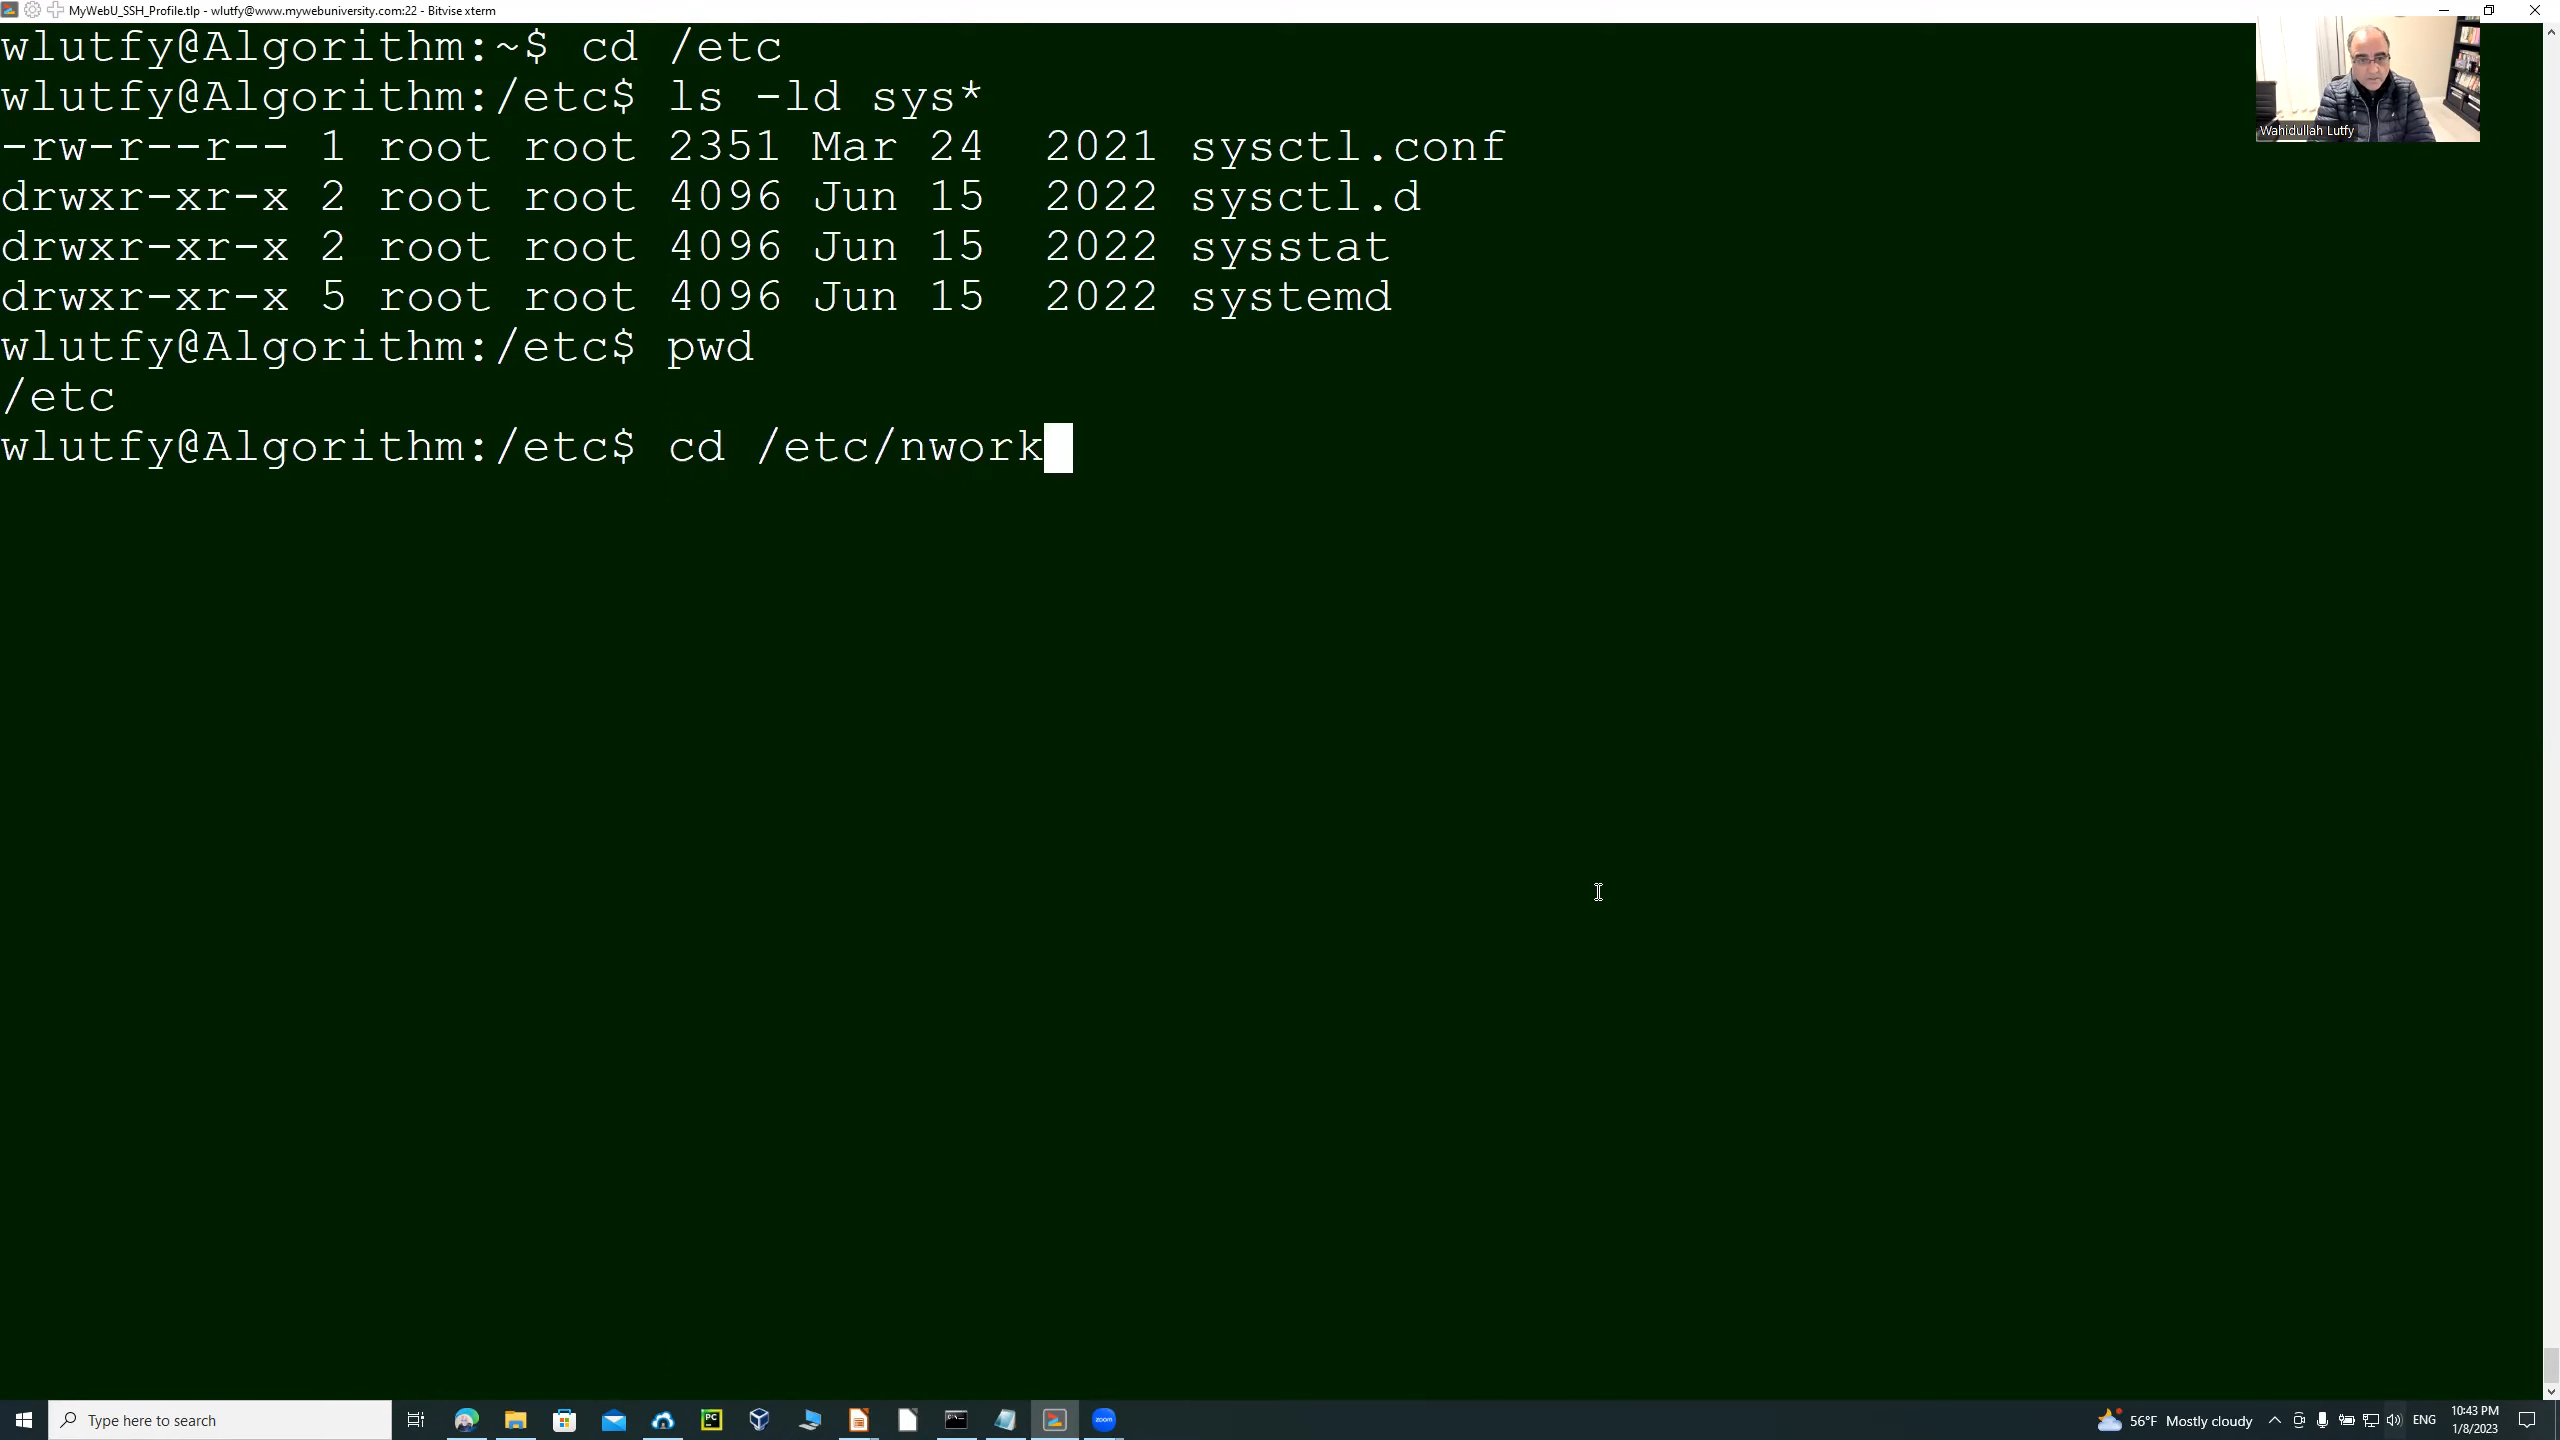 MyWebU_SSH_Profile.tlp - wlutfy@www.mywebuniversity.com:22 - Bitvise xterm
wlutfy@Algorithm:~$ cd /etc
wlutfy@Algorithm:/etc$ ls -ld sys*
-rw-r--r-- 1 root root 2351 Mar 24  2021 sysctl.conf
drwxr-xr-x 2 root root 4096 Jun 15  2022 sysctl.d
drwxr-xr-x 2 root root 4096 Jun 15  2022 sysstat
drwxr-xr-x 5 root root 4096 Jun 15  2022 systemd
wlutfy@Algorithm:/etc$ pwd
/etc
wlutfy@Algorithm:/etc$ cd /etc/nwork
Wahidullah Lutfy
Type here to search
PC
zoom
56°F Mostly cloudy
ENG
10:43 PM
1/8/2023